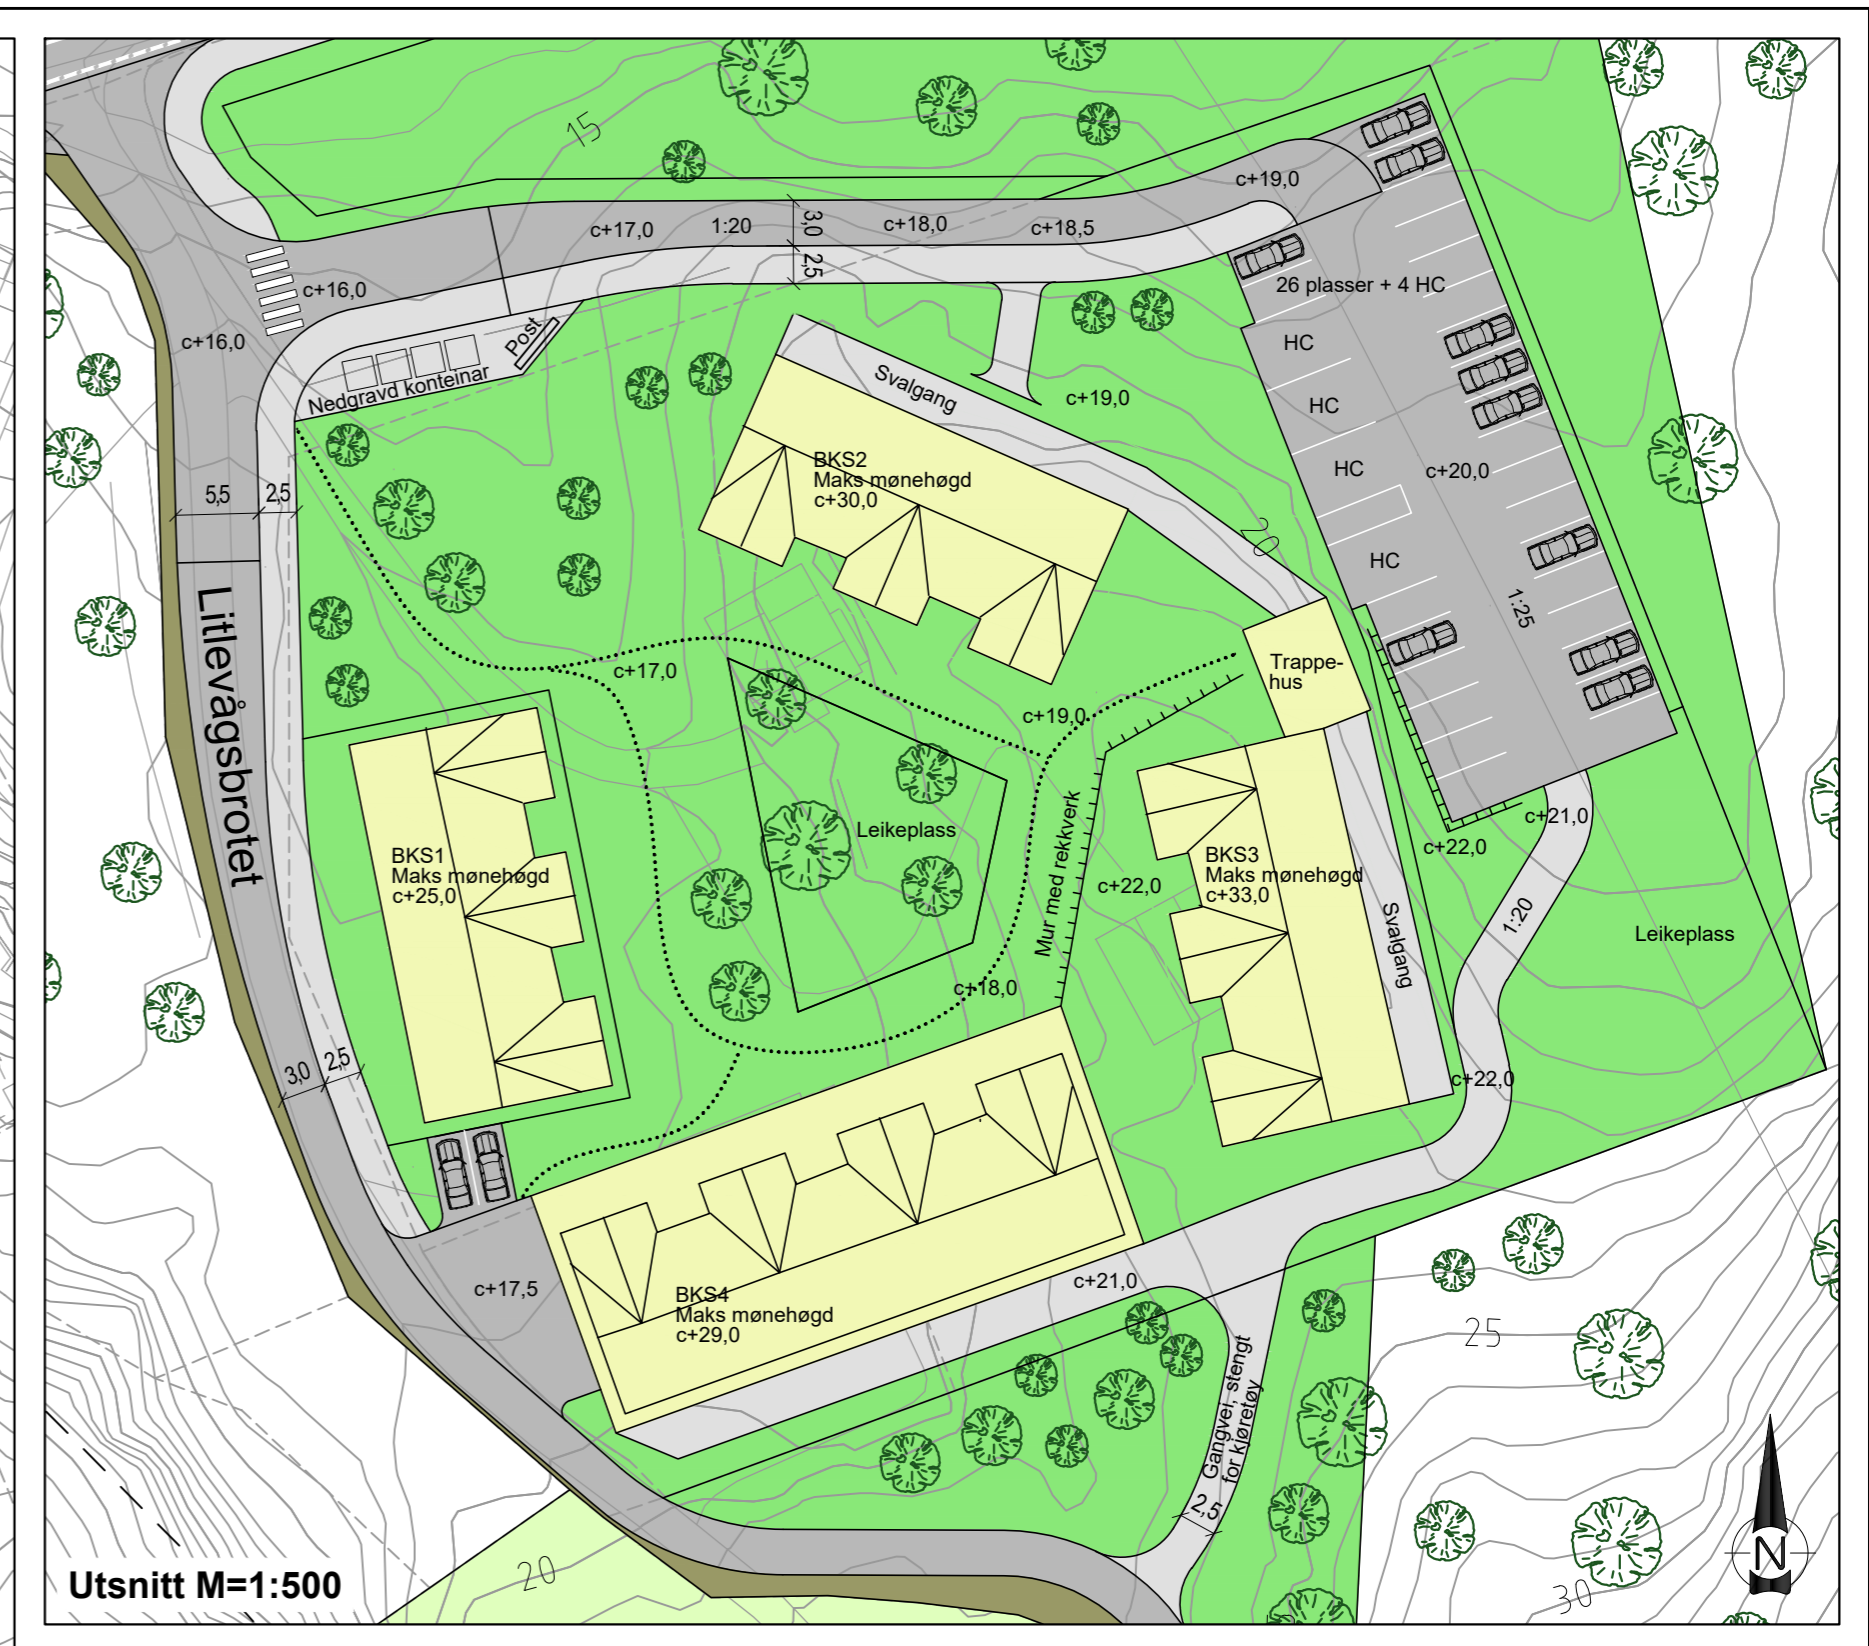 15
c+19,0
c+17,0
1:20
3,0
c+18,0
c+18,5
2,5
c+16,0
26 plasser + 4 HC
c+16,0
Post
HC
Nedgravd konteinar
Svalgang
c+19,0
HC
BKS2
Maks mønehøgd
c+30,0
HC
c+20,0
5,5
2,5
20
HC
Litlevågsbrotet
1:25
c+17,0
Trappe-
hus
c+19,0
Leikeplass
Mur med rekkverk
c+21,0
c+22,0
BKS1
Maks mønehøgd
c+25,0
c+22,0
BKS3
Maks mønehøgd
c+33,0
Svalgang
1:20
Leikeplass
c+18,0
3,0
2,5
c+22,0
c+17,5
c+21,0
BKS4
Maks mønehøgd
c+29,0
25
Gangvei, stengt
for kjøretøy
2,5
20
30
N
Utsnitt M=1:500